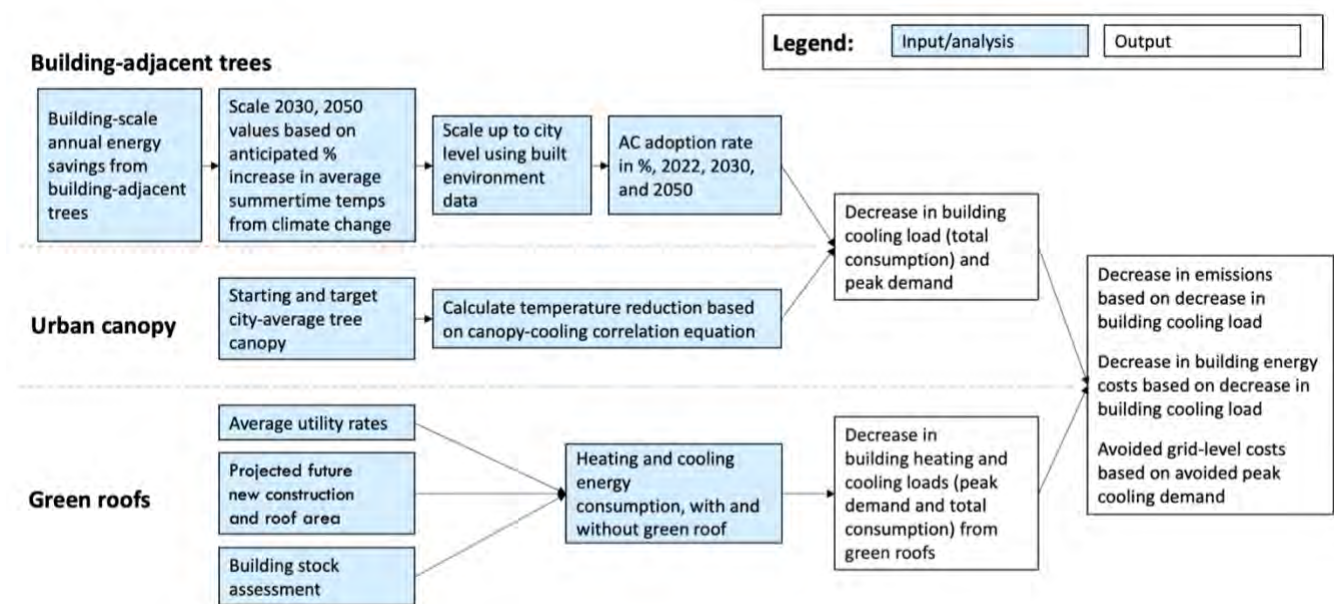 Legend:
Input/analysis
Output
Building-adjacent trees
Building-scale
annual energy
savings from
building-adjacent
trees
Scale 2030, 2050
values based on
anticipated %
increase in average
summertime temps
from climate change
Scale up to city
level using built
environment
data
AC adoption rate
in %, 2022, 2030,
and 2050
Decrease in building
cooling load (total
consumption) and
peak demand
Urban canopy
Starting and target
city-average tree
canopy
Calculate temperature reduction based
on canopy-cooling correlation equation
Decrease in emissions
based on decrease in
building cooling load
Decrease in building energy
costs based on decrease in
building cooling load
Avoided grid-level costs
based on avoided peak
cooling demand
Green roofs
Average utility rates
Projected future
new construction
and roof area
Building stock
assessment
Heating and cooling
energy
consumption, with and
without green roof
Decrease in
building heating and
cooling loads (peak
demand and total
consumption) from
green roofs